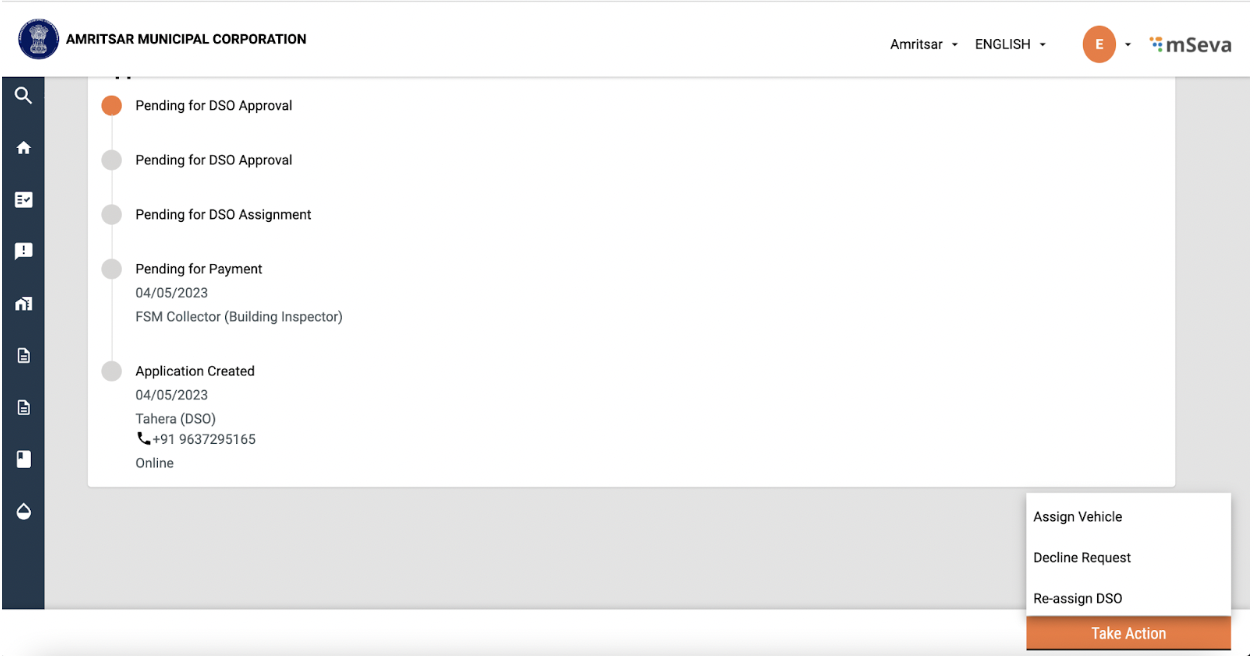 AMRITSAR MUNICIPAL CORPORATION
Amritsar
ENGLISH
E
mSeva
Pending for DSO Approval
Pending for DSO Approval
Pending for DSO Assignment
Pending for Payment
04/05/2023
FSM Collector (Building Inspector)
Application Created
04/05/2023
Tahera (DSO)
+91 9637295165
Online
Assign Vehicle
Decline Request
Re-assign DSO
Take Action